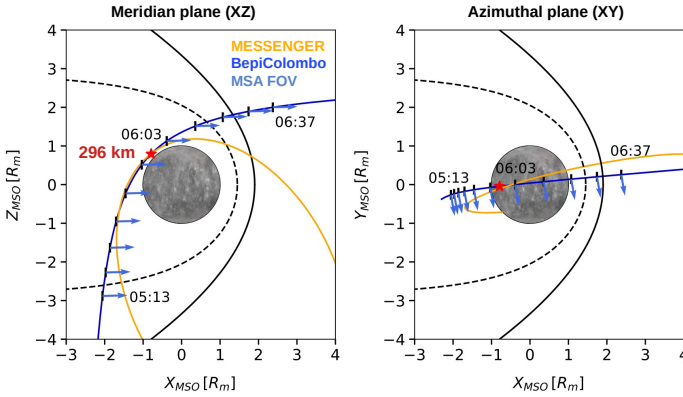 Meridian plane (XZ)
MESSENGER
BepiColombo
MSA FOV
4
3
2
1
0
−1
−2
−3
−4
Z_MSO [R_m]
06:03
296 km
06:37
05:13
−3 −2 −1 0 1 2 3 4
X_MSO [R_m]
Azimuthal plane (XY)
4
3
2
1
0
−1
−2
−3
−4
Y_MSO [R_m]
06:37
05:13
06:03
−3 −2 −1 0 1 2 3 4
X_MSO [R_m]